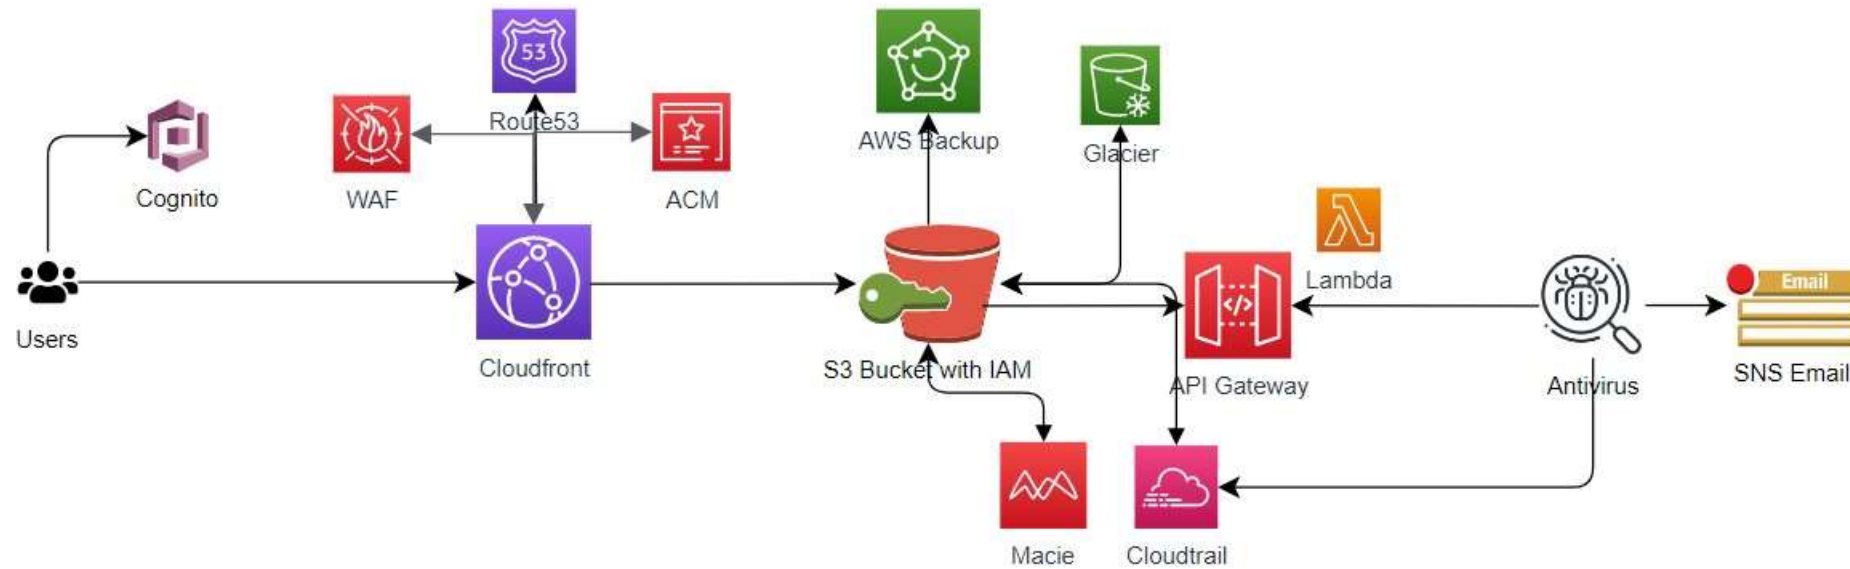 53
Route53
AWS Backup
Glacier
Cognito
WAF
ACM
Lambda
Email
Users
Cloudfront
S3 Bucket with IAM
</>
API Gateway
Antivirus
SNS Email
Macie
Cloudtrail